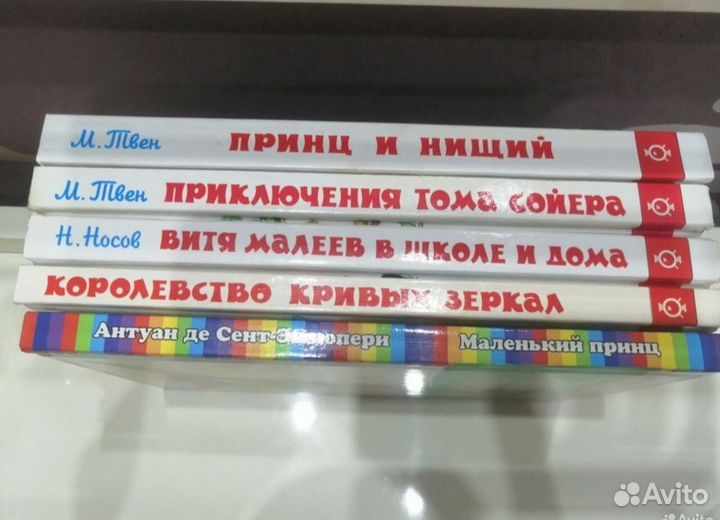 М. Твен ПРИНЦ И НИЩИЙ
М. Твен ПРИКЛЮЧЕНИЯ ТОМА СОЙЕРА
Н. Носов ВИТЯ МАЛЕЕВ В ШКОЛЕ И ДОМА
КОРОЛЕВСТВО КРИВЫХ ЗЕРКАЛ
Антуан де Сент-Экзюпери Маленький принц
Avito
Avito